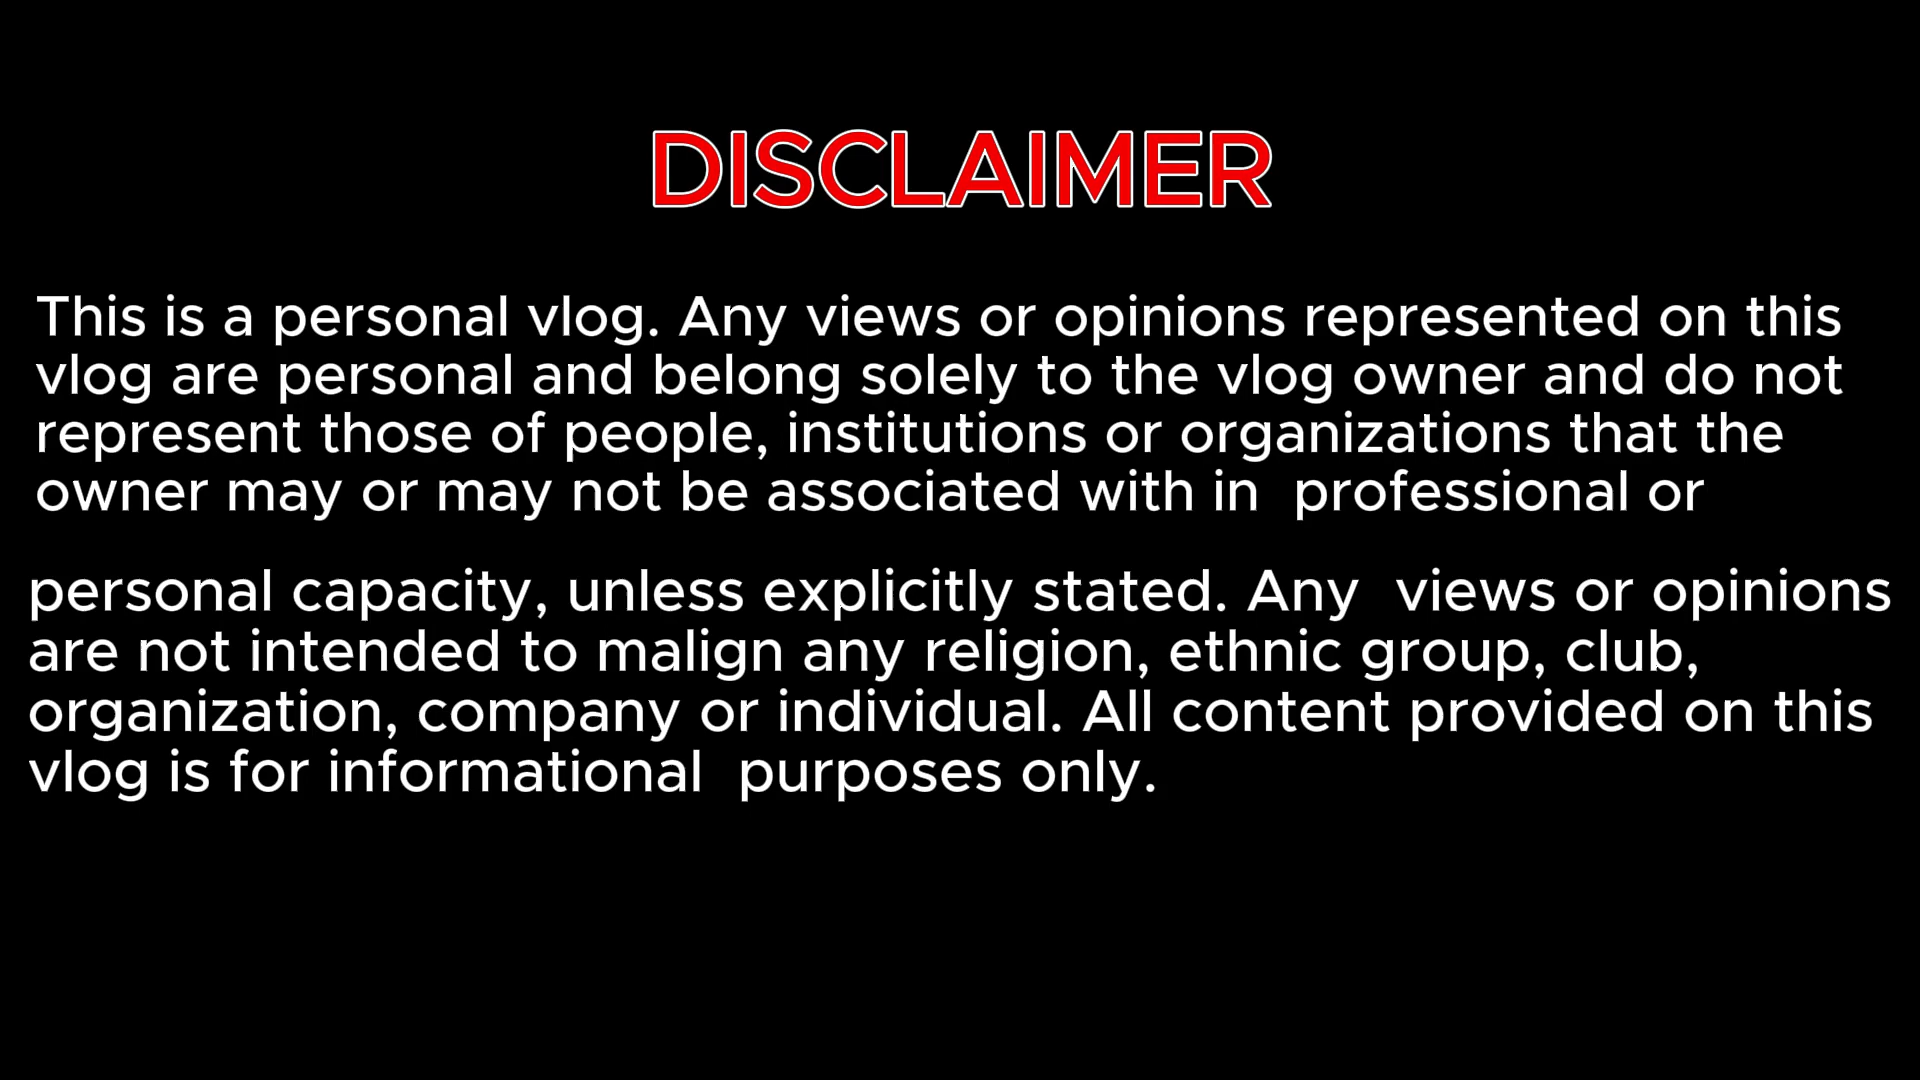 DISCLAIMER
This is a personal vlog. Any views or opinions represented on this
vlog are personal and belong solely to the vlog owner and do not
represent those of people, institutions or organizations that the
owner may or may not be associated with in  professional or
personal capacity, unless explicitly stated. Any  views or opinions
are not intended to malign any religion, ethnic group, club,
organization, company or individual. All content provided on this
vlog is for informational  purposes only.